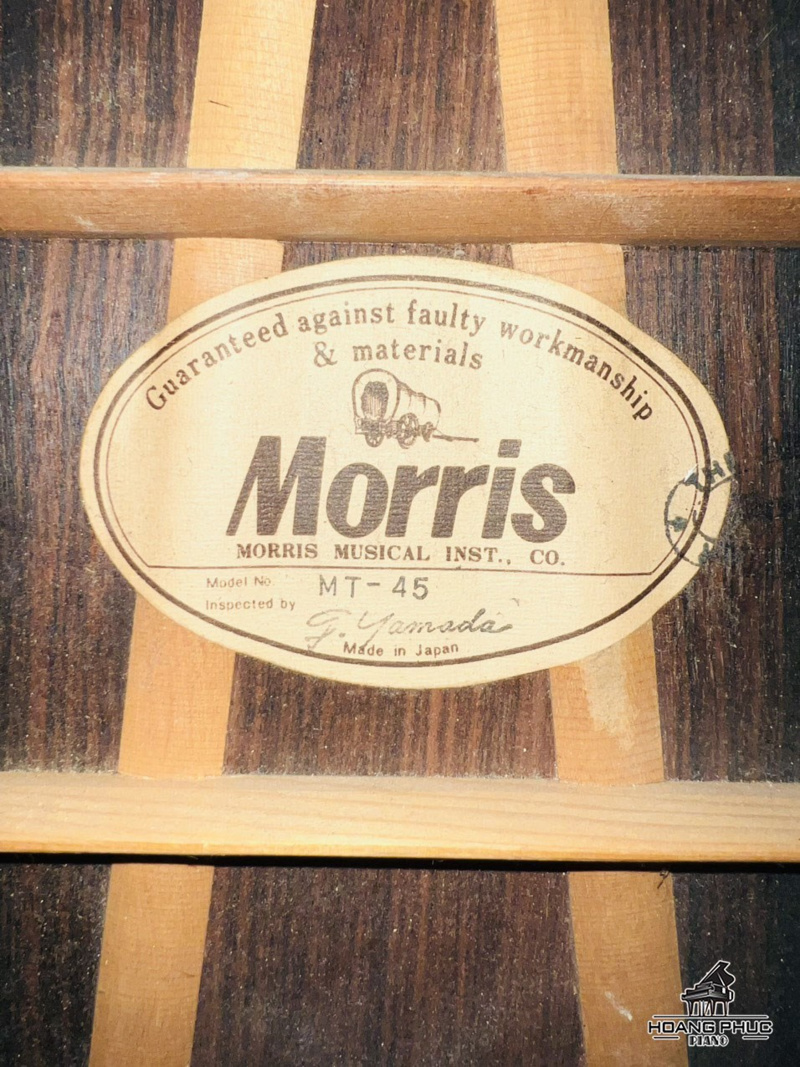 Guaranteed against faulty workmanship
& materials
Morris
MORRIS MUSICAL INST., CO.
Model No. MT-45
Inspected by F. Yamada
Made in Japan
HOANG PHUC
PIANO